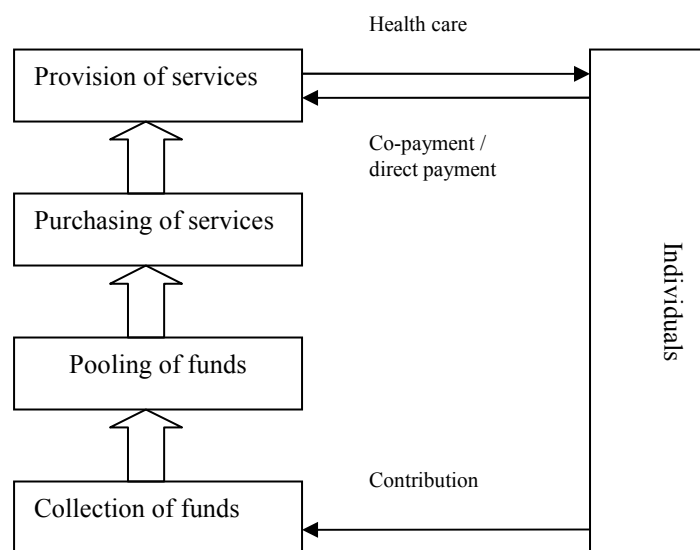 Health care
Provision of services
Co-payment /
direct payment
Purchasing of services
Individuals
Pooling of funds
Contribution
Collection of funds